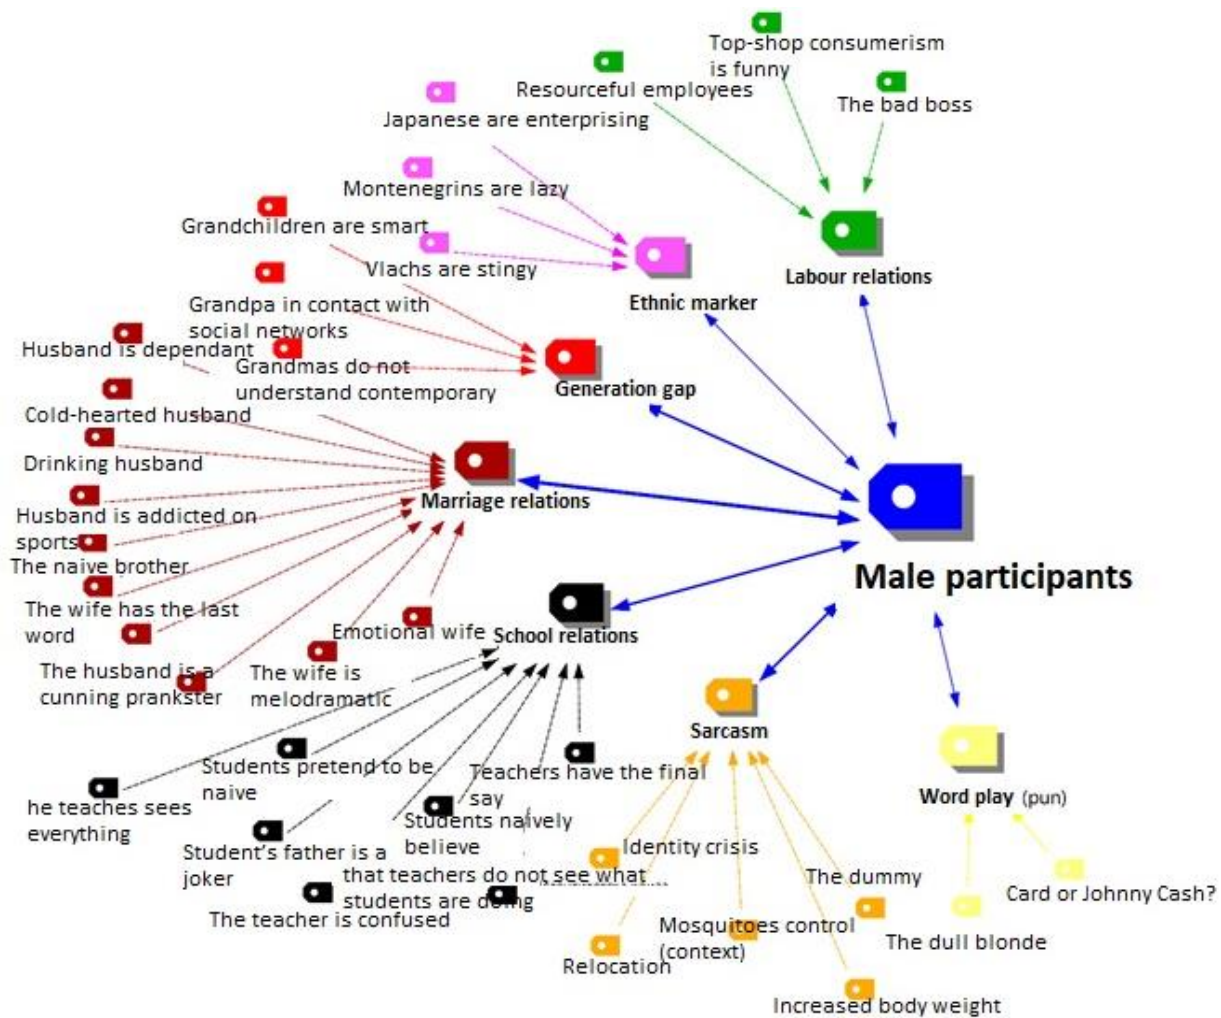 Top-shop consumerism
is funny
Resourceful employees
The bad boss
Japanese are enterprising
Montenegrins are lazy
Grandchildren are smart
Vlachs are stingy
Labour relations
Ethnic marker
Grandpa in contact with
social networks
Husband is dependant
Grandmas do not
understand contemporary
Generation gap
Cold-hearted husband
Drinking husband
Marriage relations
Husband is addicted on
sports
The naive brother
Male participants
The wife has the last
word
Emotional wife
School relations
The husband is a
cunning prankster
The wife is
melodramatic
Sarcasm
Students pretend to be
naive
Teachers have the final
say
he teaches sees
everything
Word play (pun)
Students naively
believe
Student's father is a
joker
that teachers do not see what
students are doing
The teacher is confused
Identity crisis
The dummy
Card or Johnny Cash?
Mosquitoes control
(context)
The dull blonde
Relocation
Increased body weight